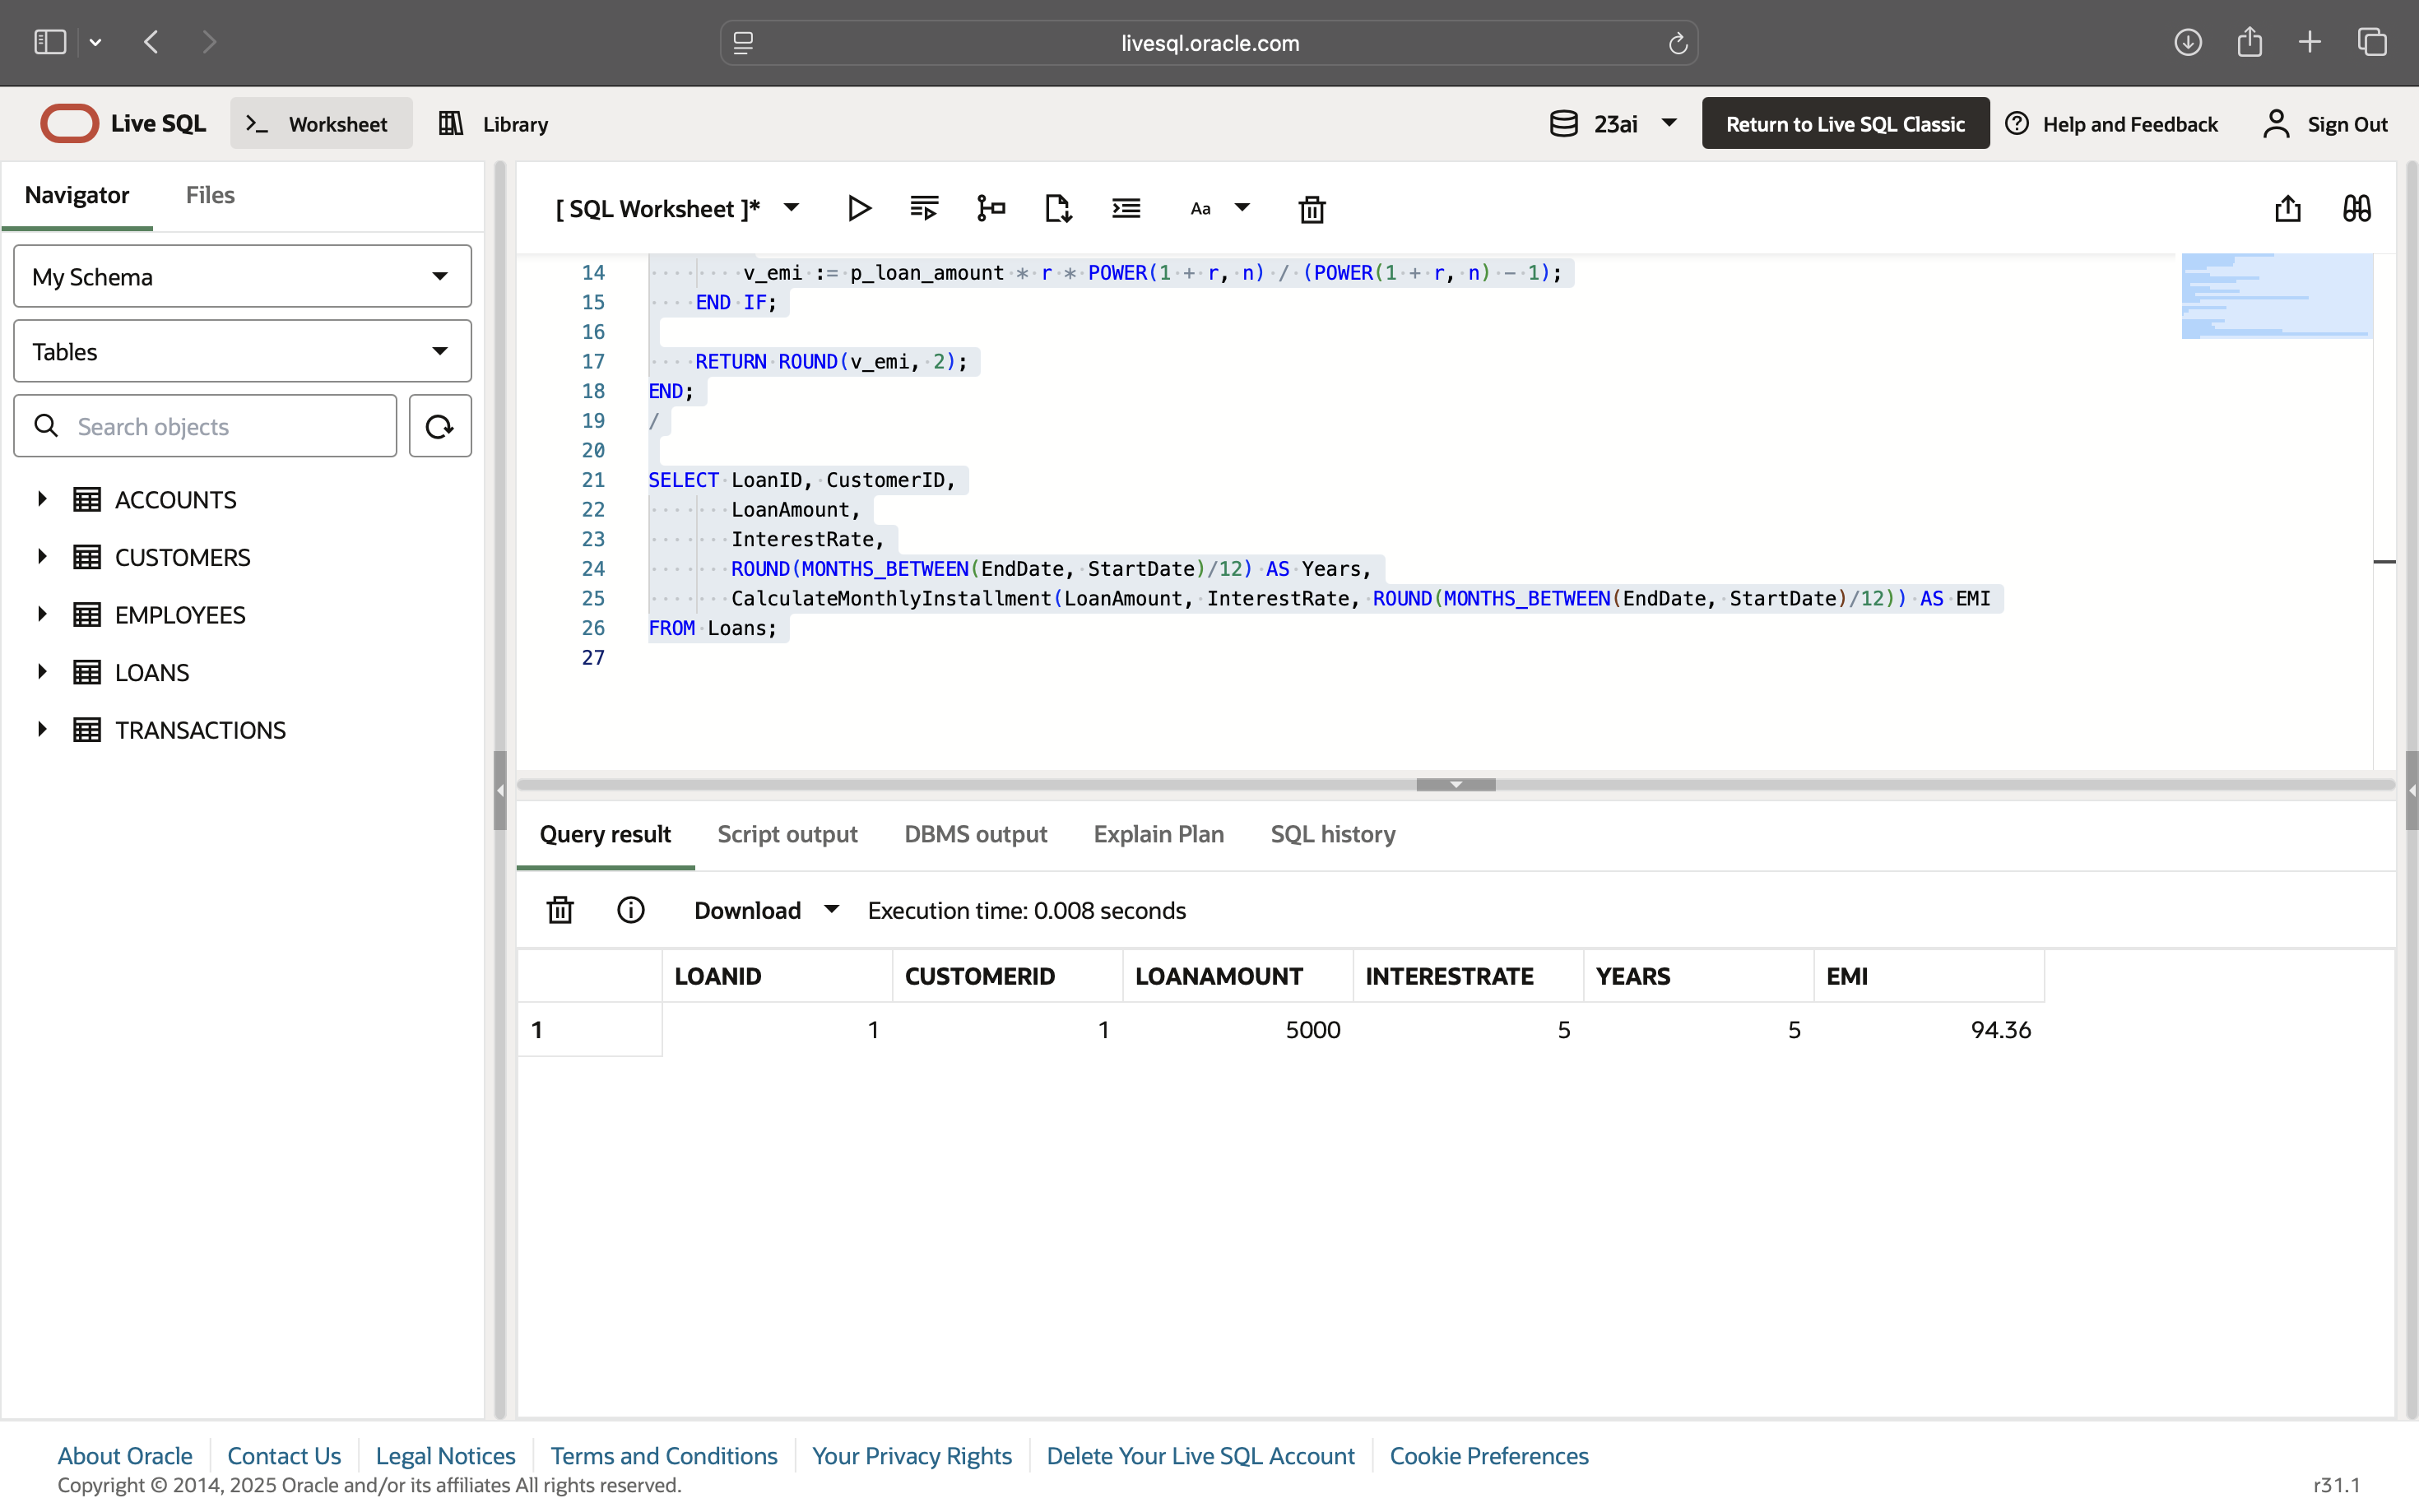 livesql.oracle.com
Live SQL
Worksheet
Library
23ai
Return to Live SQL Classic
Help and Feedback
Sign Out
Navigator
Files
My Schema
Tables
Search objects
ACCOUNTS
CUSTOMERS
EMPLOYEES
LOANS
TRANSACTIONS
[ SQL Worksheet ]*
Aa
14 v_emi := p_loan_amount * r * POWER(1 + r, n) / (POWER(1 + r, n) - 1);
15 END IF;
16
17 RETURN ROUND(v_emi, 2);
18 END;
19 /
20
21 SELECT LoanID, CustomerID,
22 LoanAmount,
23 InterestRate,
24 ROUND(MONTHS_BETWEEN(EndDate, StartDate)/12) AS Years,
25 CalculateMonthlyInstallment(LoanAmount, InterestRate, ROUND(MONTHS_BETWEEN(EndDate, StartDate)/12)) AS EMI
26 FROM Loans;
27
Query result
Script output
DBMS output
Explain Plan
SQL history
Download
Execution time: 0.008 seconds
LOANID CUSTOMERID LOANAMOUNT INTERESTRATE YEARS EMI
1 1 1 5000 5 5 94.36
About Oracle
Contact Us
Legal Notices
Terms and Conditions
Your Privacy Rights
Delete Your Live SQL Account
Cookie Preferences
Copyright © 2014, 2025 Oracle and/or its affiliates All rights reserved.
r31.1